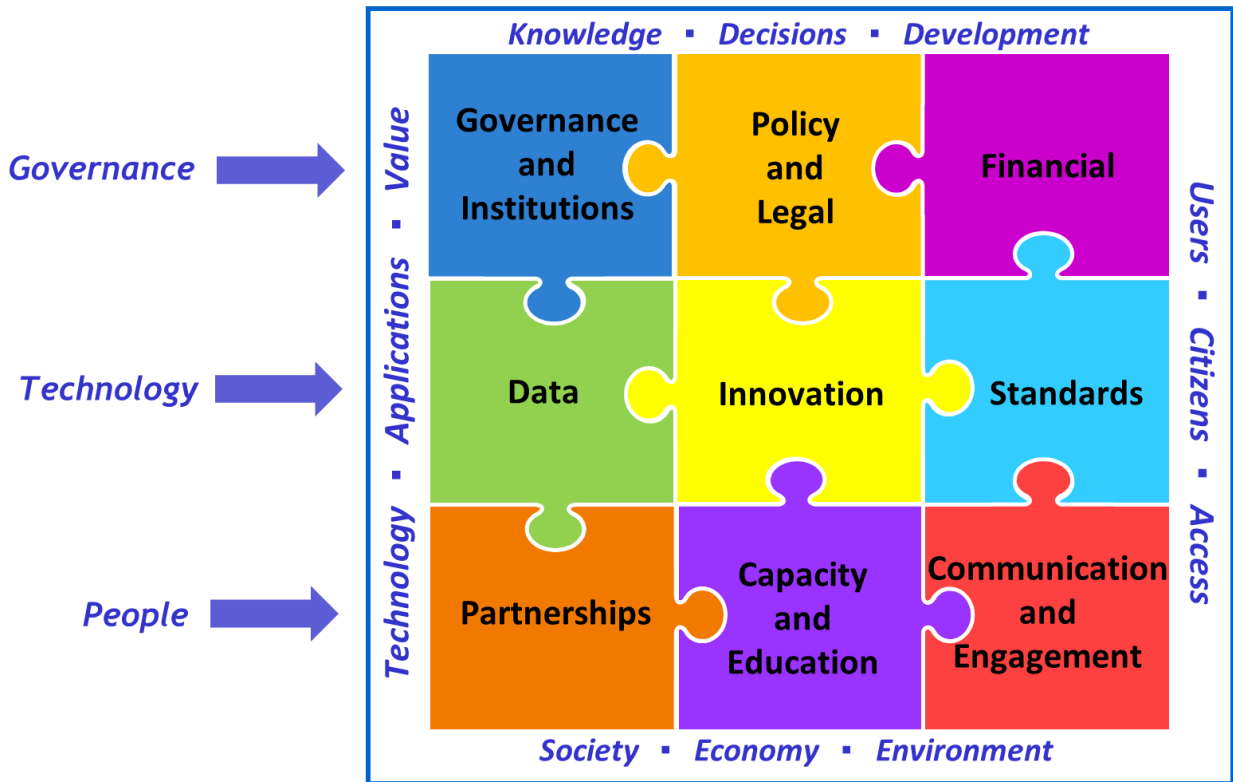 Knowledge ▪ Decisions ▪ Development
Governance
Technology ▪ Applications ▪ Value
Governance
and
Institutions
Policy
and
Legal
Financial
Users ▪ Citizens ▪ Access
Technology
Data
Innovation
Standards
People
Partnerships
Capacity
and
Education
Communication
and
Engagement
Society ▪ Economy ▪ Environment